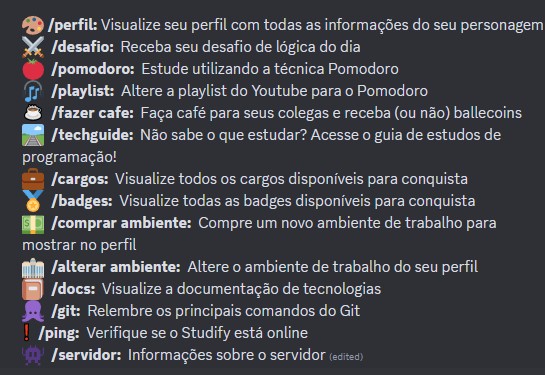 /perfil: Visualize seu perfil com todas as informações do seu personagem
/desafio: Receba seu desafio de lógica do dia
/pomodoro: Estude utilizando a técnica Pomodoro
/playlist: Altere a playlist do Youtube para o Pomodoro
/fazer cafe: Faça café para seus colegas e receba (ou não) ballecoins
/techguide: Não sabe o que estudar? Acesse o guia de estudos de
programação!
/cargos: Visualize todos os cargos disponíveis para conquista
/badges: Visualize todas as badges disponíveis para conquista
/comprar ambiente: Compre um novo ambiente de trabalho para
mostrar no perfil
/alterar ambiente: Altere o ambiente de trabalho do seu perfil
/docs: Visualize a documentação de tecnologias
/git: Relembre os principais comandos do Git
/ping: Verifique se o Studify está online
/servidor: Informações sobre o servidor (edited)